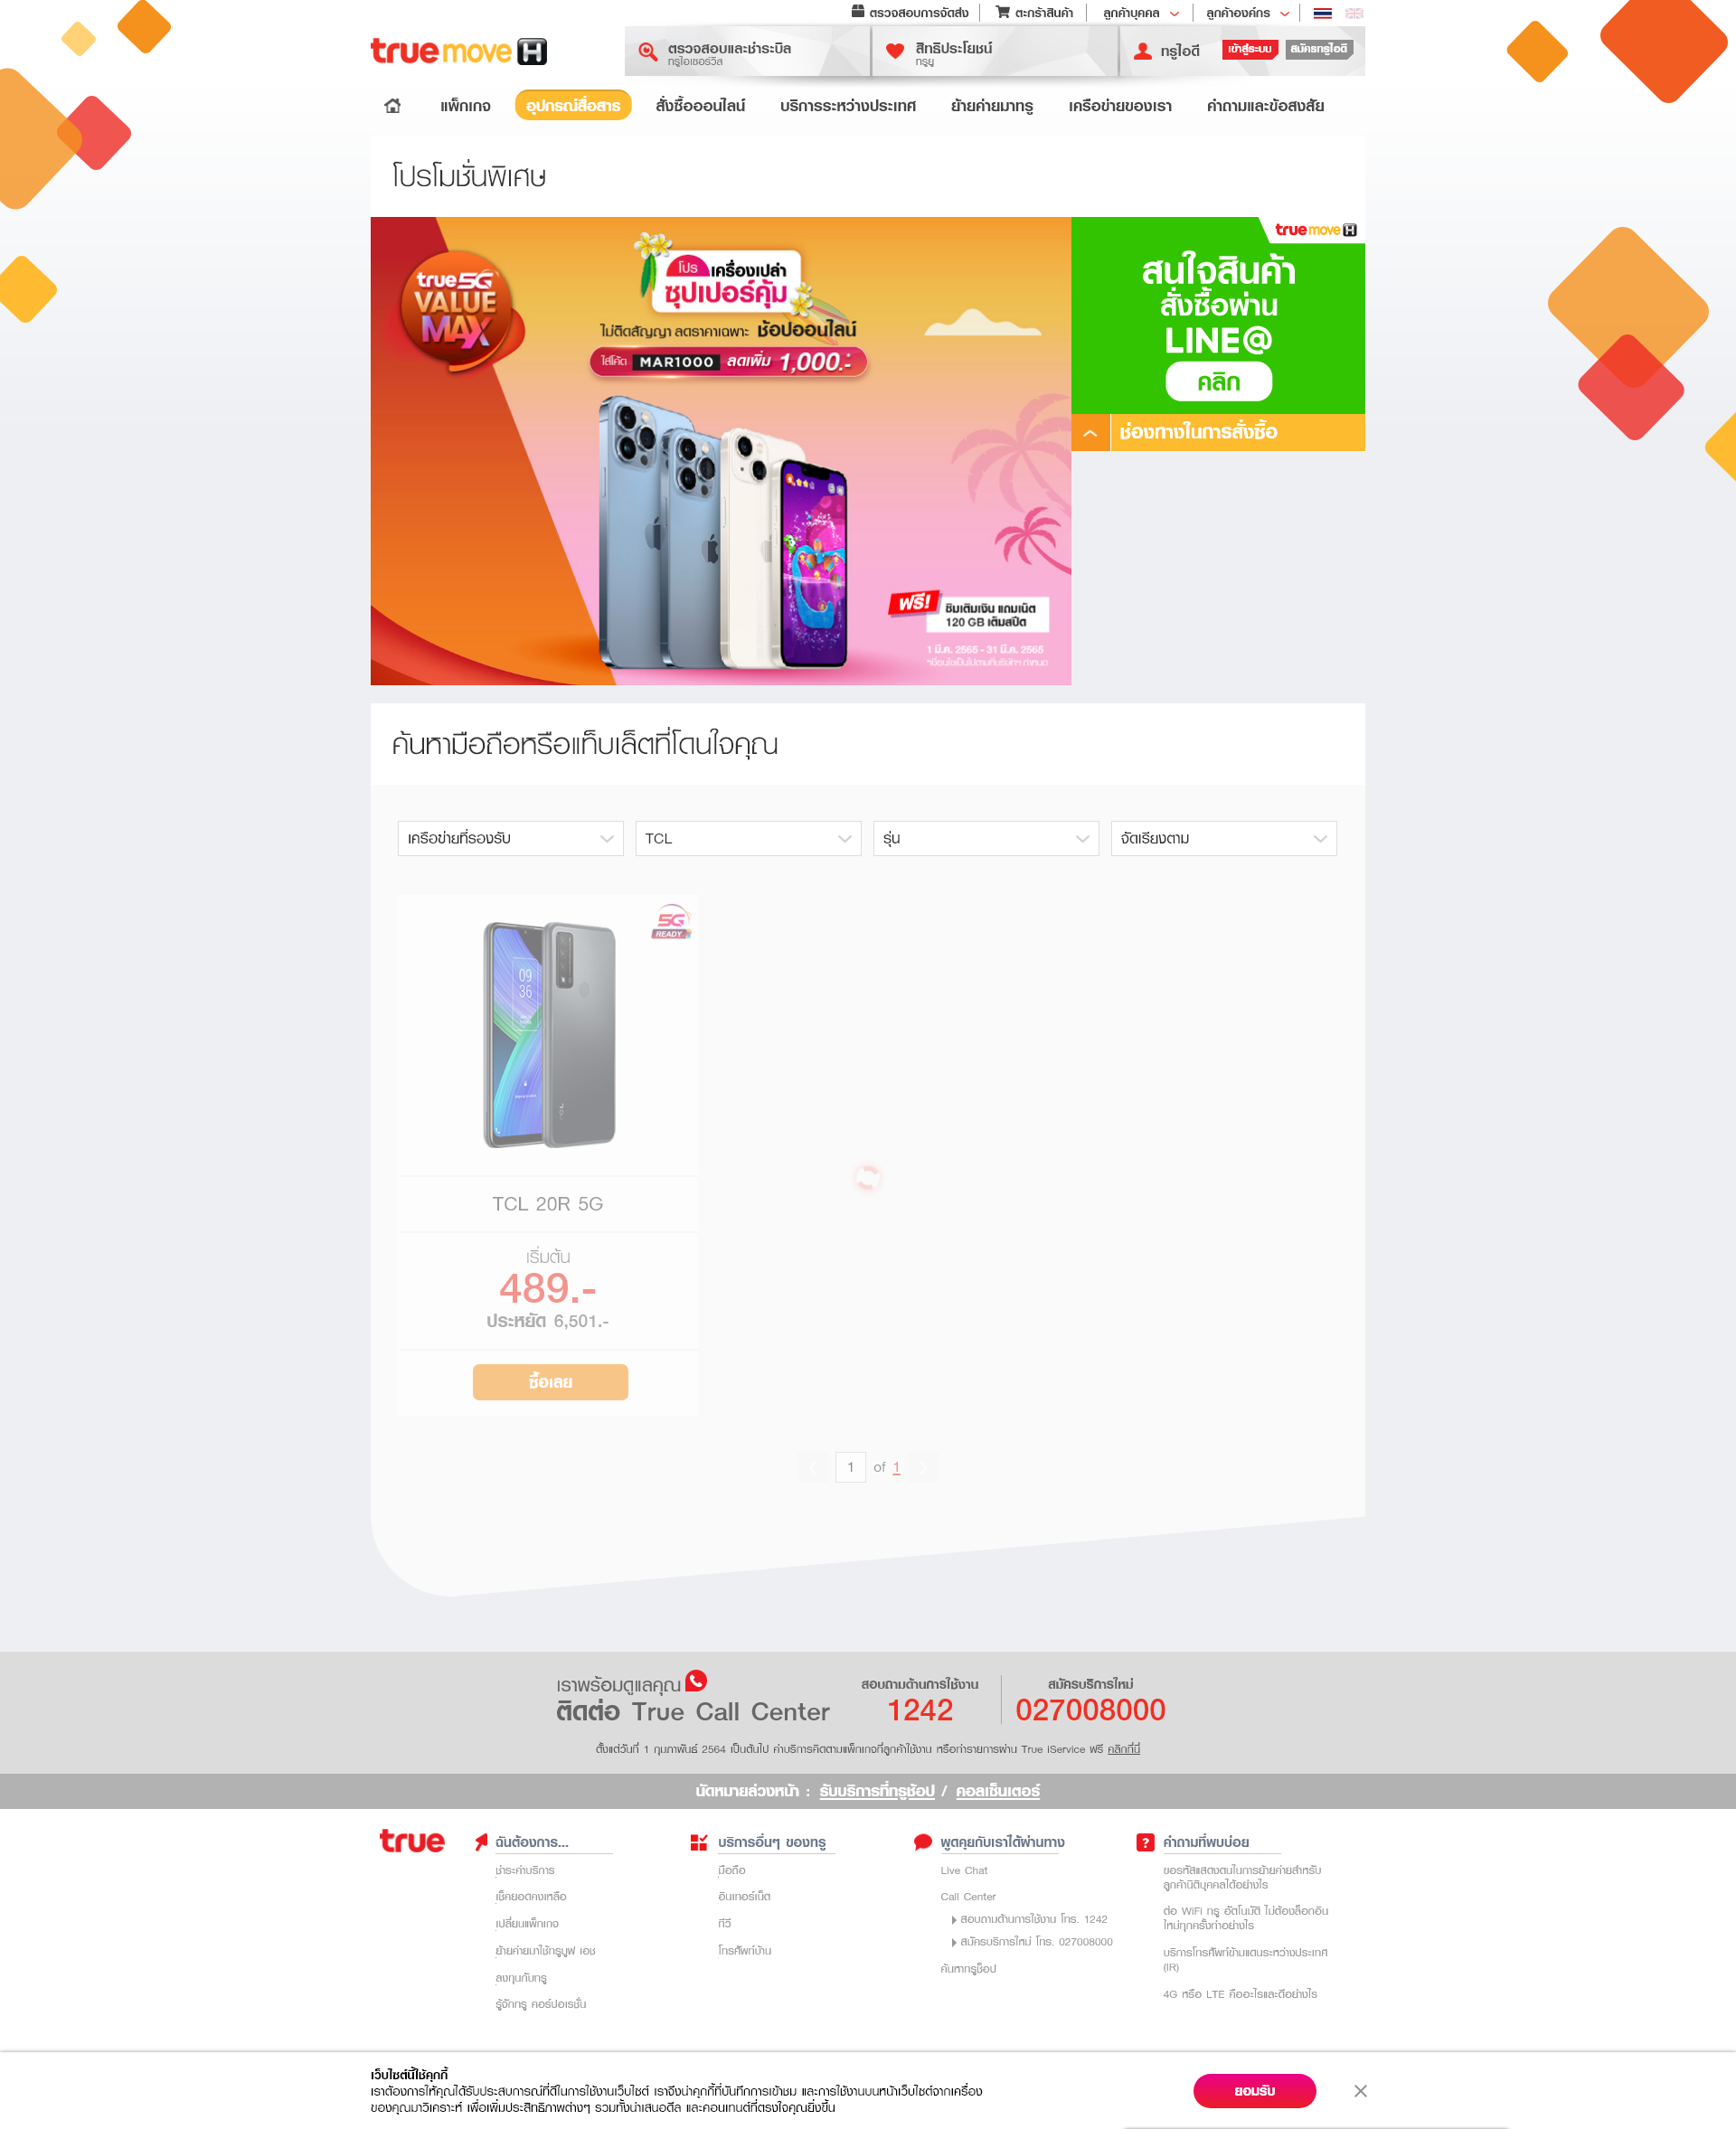 ตรวจสอบการจัดส่ง
ตะกร้าสินค้า
ลูกค้าบุคคล
ลูกค้าองค์กร
truemove H
ตรวจสอบและชำระบิล
ทรูไอเซอร์วิส
สิทธิประโยชน์
ทรูยู
ทรูไอดี
เข้าสู่ระบบ
สมัครทรูไอดี
แพ็กเกจ
อุปกรณ์สื่อสาร
สั่งซื้อออนไลน์
บริการระหว่างประเทศ
ย้ายค่ายมาทรู
เครือข่ายของเรา
คำถามและข้อสงสัย
โปรโมชั่นพิเศษ
true5G
VALUE
MAX
โปร เครื่องเปล่า
ซุปเปอร์คุ้ม
ไม่ติดสัญญา ลดราคาเฉพาะ ช้อปออนไลน์
ใส่โค้ด MAR1000 ลดเพิ่ม 1,000.-
ฟรี! ซิมเติมเงิน แถมเน็ต
120 GB เต็มสปีด
1 มี.ค. 2565 - 31 มี.ค. 2565
*เงื่อนไขเป็นไปตามที่บริษัทฯ กำหนด
truemove H
สนใจสินค้า
สั่งซื้อผ่าน
LINE@
คลิก
ช่องทางในการสั่งซื้อ
ค้นหามือถือหรือแท็บเล็ตที่โดนใจคุณ
เครือข่ายที่รองรับ
TCL
รุ่น
จัดเรียงตาม
5G
READY
09
36
TCL
TCL 20R 5G
เริ่มต้น
489.-
ประหยัด 6,501.-
ซื้อเลย
1 of 1
เราพร้อมดูแลคุณ
ติดต่อ True Call Center
สอบถามด้านการใช้งาน
1242
สมัครบริการใหม่
027008000
ตั้งแต่วันที่ 1 กุมภาพันธ์ 2564 เป็นต้นไป ค่าบริการคิดตามแพ็กเกจที่ลูกค้าใช้งาน หรือทำรายการผ่าน True iService ฟรี คลิกที่นี่
นัดหมายล่วงหน้า : รับบริการที่ทรูช้อป / คอลเซ็นเตอร์
true
ฉันต้องการ...
ชำระค่าบริการ
เช็คยอดคงเหลือ
เปลี่ยนแพ็กเกจ
ย้ายค่ายมาใช้ทรูมูฟ เอช
ลงทุนกับทรู
รู้จักทรู คอร์ปอเรชั่น
บริการอื่นๆ ของทรู
มือถือ
อินเทอร์เน็ต
ทีวี
โทรศัพท์บ้าน
พูดคุยกับเราได้ผ่านทาง
Live Chat
Call Center
สอบถามด้านการใช้งาน โทร. 1242
สมัครบริการใหม่ โทร. 027008000
ค้นหาทรูช็อป
คำถามที่พบบ่อย
ขอรหัสแสดงตนในการย้ายค่ายสำหรับ
ลูกค้านิติบุคคลได้อย่างไร
ต่อ WiFi ทรู อัตโนมัติ ไม่ต้องล็อกอิน
ใหม่ทุกครั้งทำอย่างไร
บริการโทรศัพท์ข้ามแดนระหว่างประเทศ
(IR)
4G หรือ LTE คืออะไรและดีอย่างไร
เว็บไซต์นี้ใช้คุกกี้
เราต้องการให้คุณได้รับประสบการณ์ที่ดีในการใช้งานเว็บไซต์ เราจึงนำคุกกี้ที่บันทึกการเข้าชม และการใช้งานบนหน้าเว็บไซต์จากเครื่อง
ของคุณมาวิเคราะห์ เพื่อเพิ่มประสิทธิภาพต่างๆ รวมทั้งนำเสนอดีล และคอนเทนต์ที่ตรงใจคุณยิ่งขึ้น
ยอมรับ